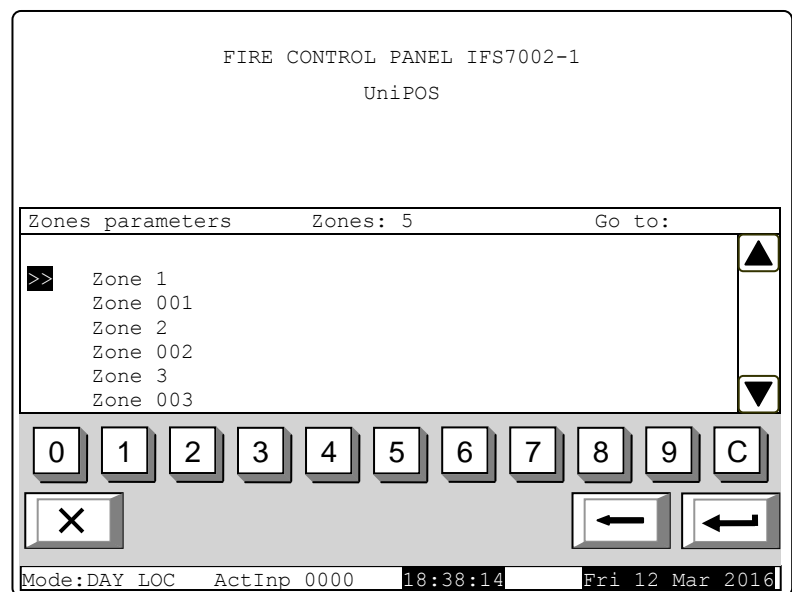 FIRE CONTROL PANEL IFS7002-1
UniPOS
Zones parameters Zones: 5 Go to:
>> Zone 1
Zone 001
Zone 2
Zone 002
Zone 3
Zone 003
0 1 2 3 4 5 6 7 8 9 C
Mode:DAY LOC ActInp 0000 18:38:14 Fri 12 Mar 2016